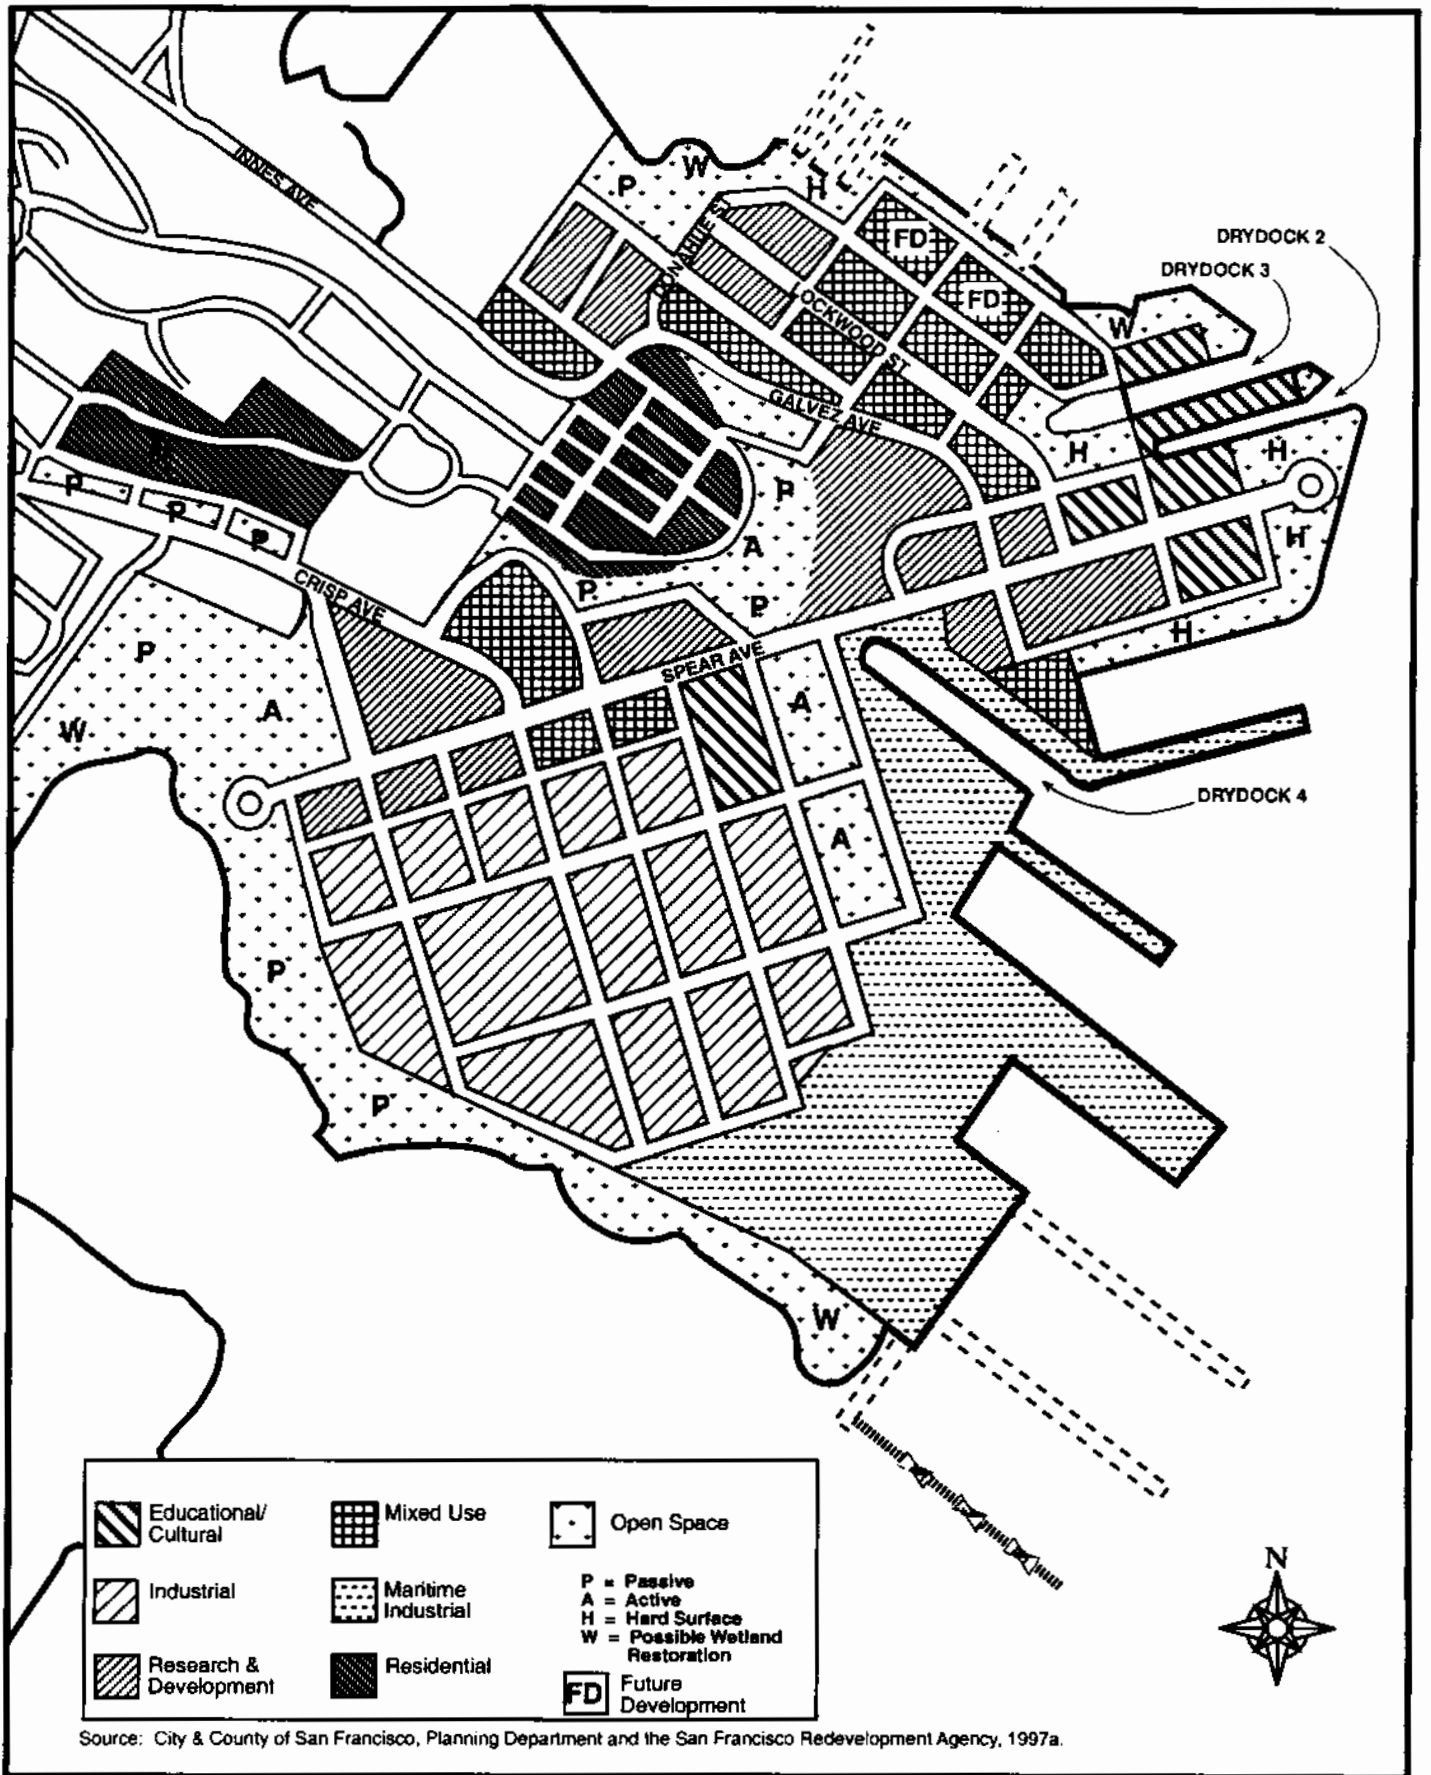 INNES AVE
W
P
H
DONAHUE ST.
FD
DRYDOCK 2
DRYDOCK 3
FD
W
LOCKWOOD ST.
GALVEZ AVE
H
H
P
P
P
P
A
H
CRISP AVE
P
P
H
P
SPEAR AVE
A
A
W
DRYDOCK 4
A
P
P
W
Educational/
Cultural
Mixed Use
Open Space
Industrial
Maritime
Industrial
P = Passive
A = Active
H = Hard Surface
W = Possible Wetland
Restoration
Research &
Development
Residential
FD
Future
Development
N
Source: City & County of San Francisco, Planning Department and the San Francisco Redevelopment Agency, 1997a.